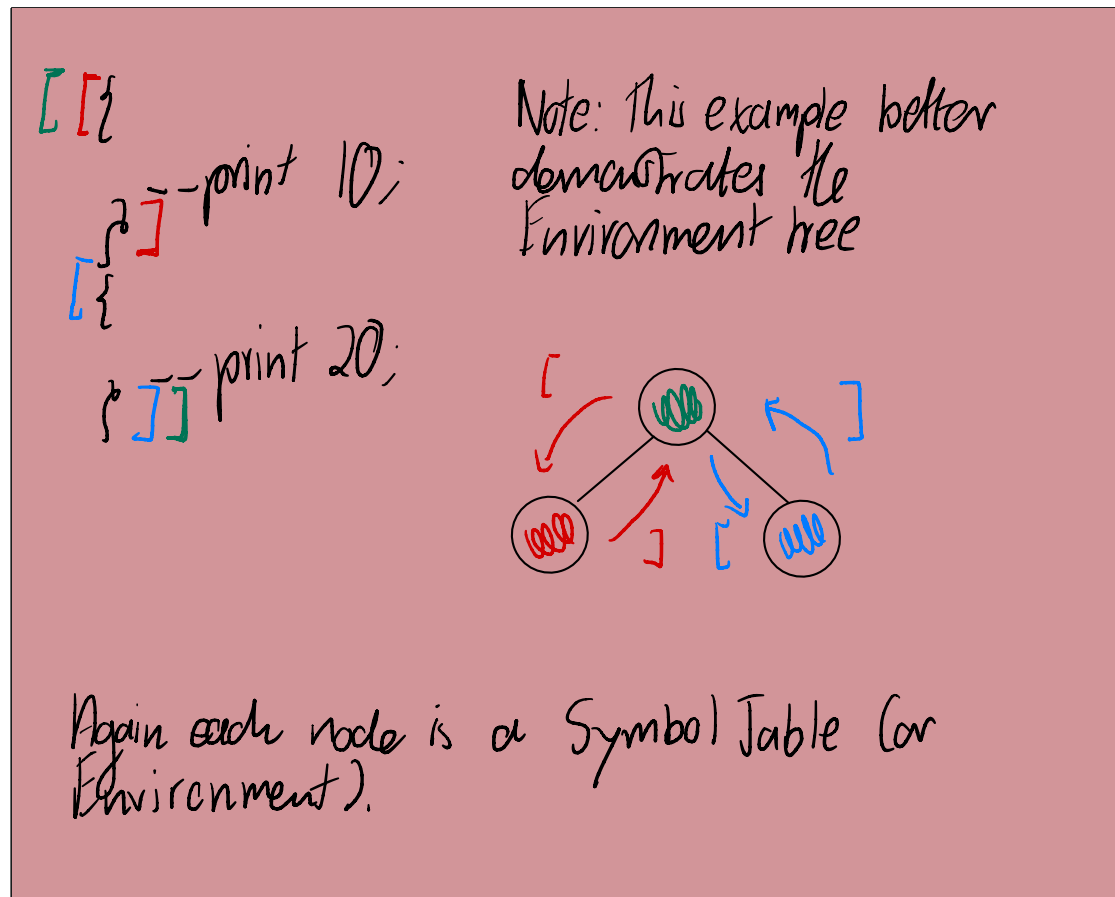 [ [ {
print 10;
} ]
[ {
print 20;
} ] ]
Note: This example better
demonstrates the
Environment tree
[
]
]
[
Again each node is a Symbol Table (or
Environment).